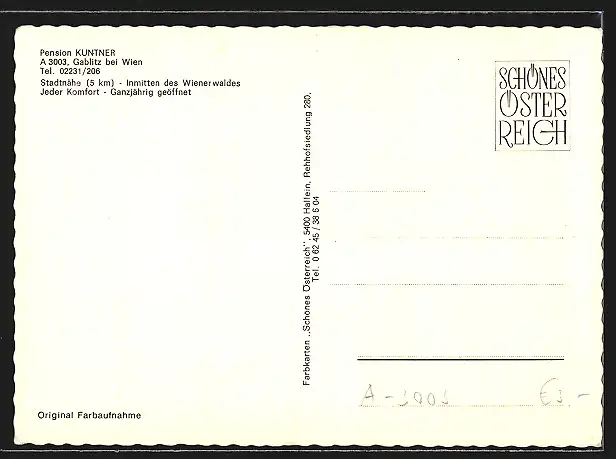 Pension KUNTNER
A 3003, Gablitz bei Wien
Tel. 02231/206
Stadtnähe (5 km) - Inmitten des Wienerwaldes
Jeder Komfort - Ganzjährig geöffnet
SCHÖNES
ÖSTER
REICH
Farbkarten „Schönes Österreich", 5400 Hallein, Rehhofsiedlung 280,
Tel. 0 62 45 / 38 6 04
A - 3003
€3.-
Original Farbaufnahme